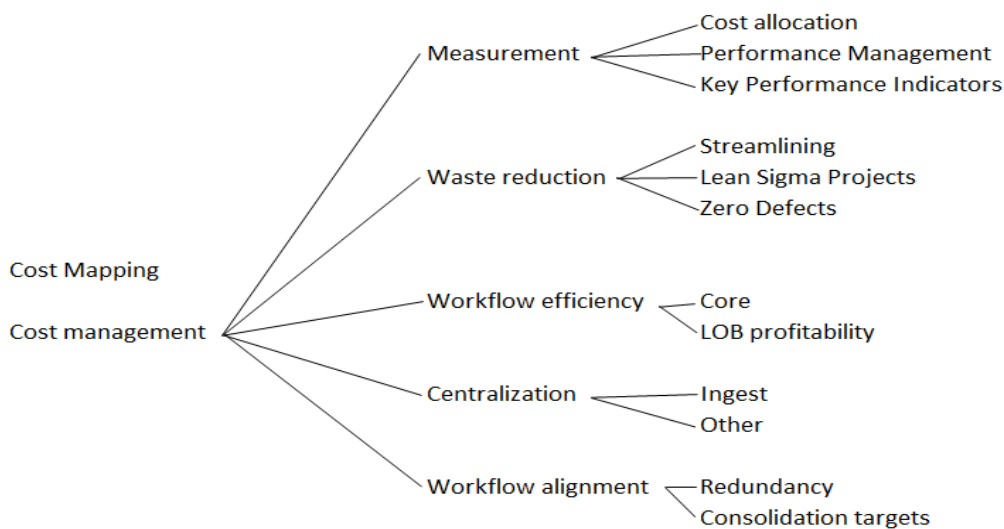 Cost allocation
Measurement
Performance Management
Key Performance Indicators
Streamlining
Waste reduction
Lean Sigma Projects
Zero Defects
Cost Mapping
Workflow efficiency
Core
Cost management
LOB profitability
Centralization
Ingest
Other
Workflow alignment
Redundancy
Consolidation targets